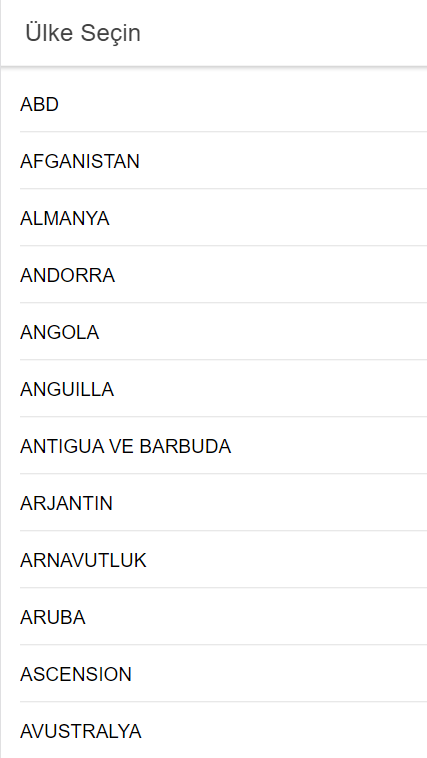 Ülke Seçin
ABD
AFGANISTAN
ALMANYA
ANDORRA
ANGOLA
ANGUILLA
ANTIGUA VE BARBUDA
ARJANTIN
ARNAVUTLUK
ARUBA
ASCENSION
AVUSTRALYA